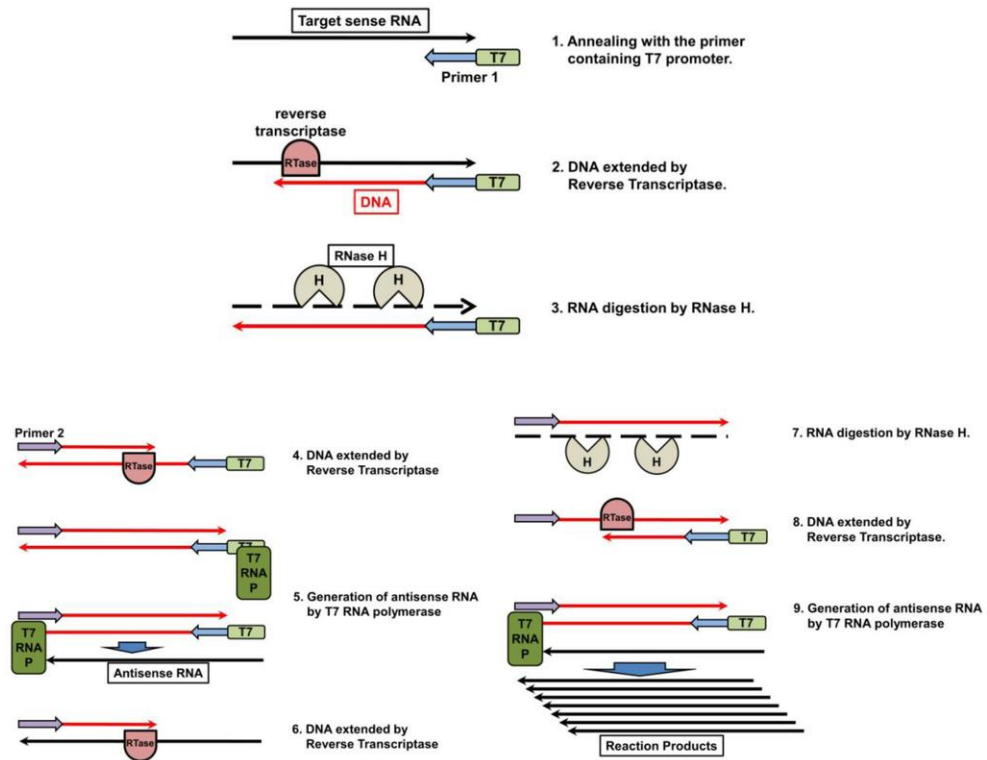 Target sense RNA
T7
Primer 1
1. Annealing with the primer
containing T7 promoter.
reverse
transcriptase
RTase
T7
DNA
2. DNA extended by
Reverse Transcriptase.
RNase H
H
H
T7
3. RNA digestion by RNase H.
Primer 2
RTase
T7
4. DNA extended by
Reverse Transcriptase
T7
T7
RNA
P
5. Generation of antisense RNA
by T7 RNA polymerase
T7
RNA
P
T7
Antisense RNA
RTase
6. DNA extended by
Reverse Transcriptase
H
H
7. RNA digestion by RNase H.
RTase
T7
8. DNA extended by
Reverse Transcriptase.
T7
RNA
P
T7
9. Generation of antisense RNA
by T7 RNA polymerase
Reaction Products